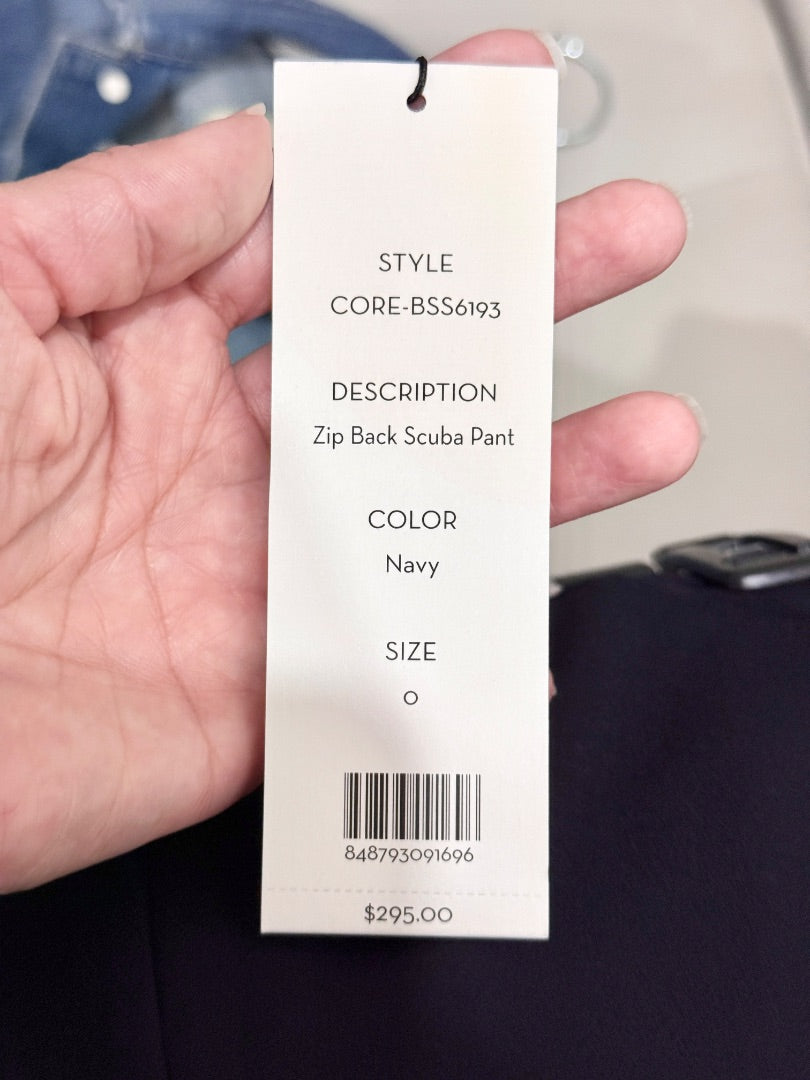 STYLE
CORE-BSS6193
DESCRIPTION
Zip Back Scuba Pant
COLOR
Navy
SIZE
0
848793091696
$295.00